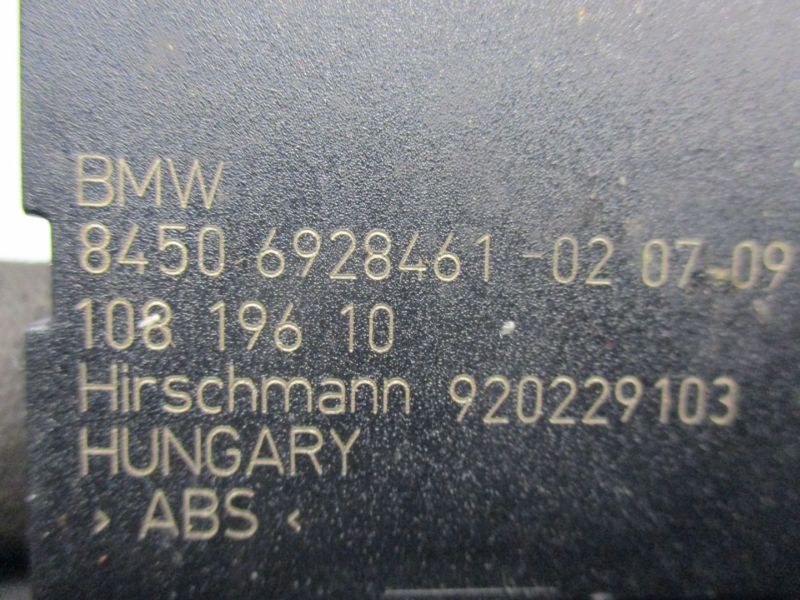 BMW
8450 6928461-02 07-09
108 196 10
Hirschmann 920229103
HUNGARY
> ABS <